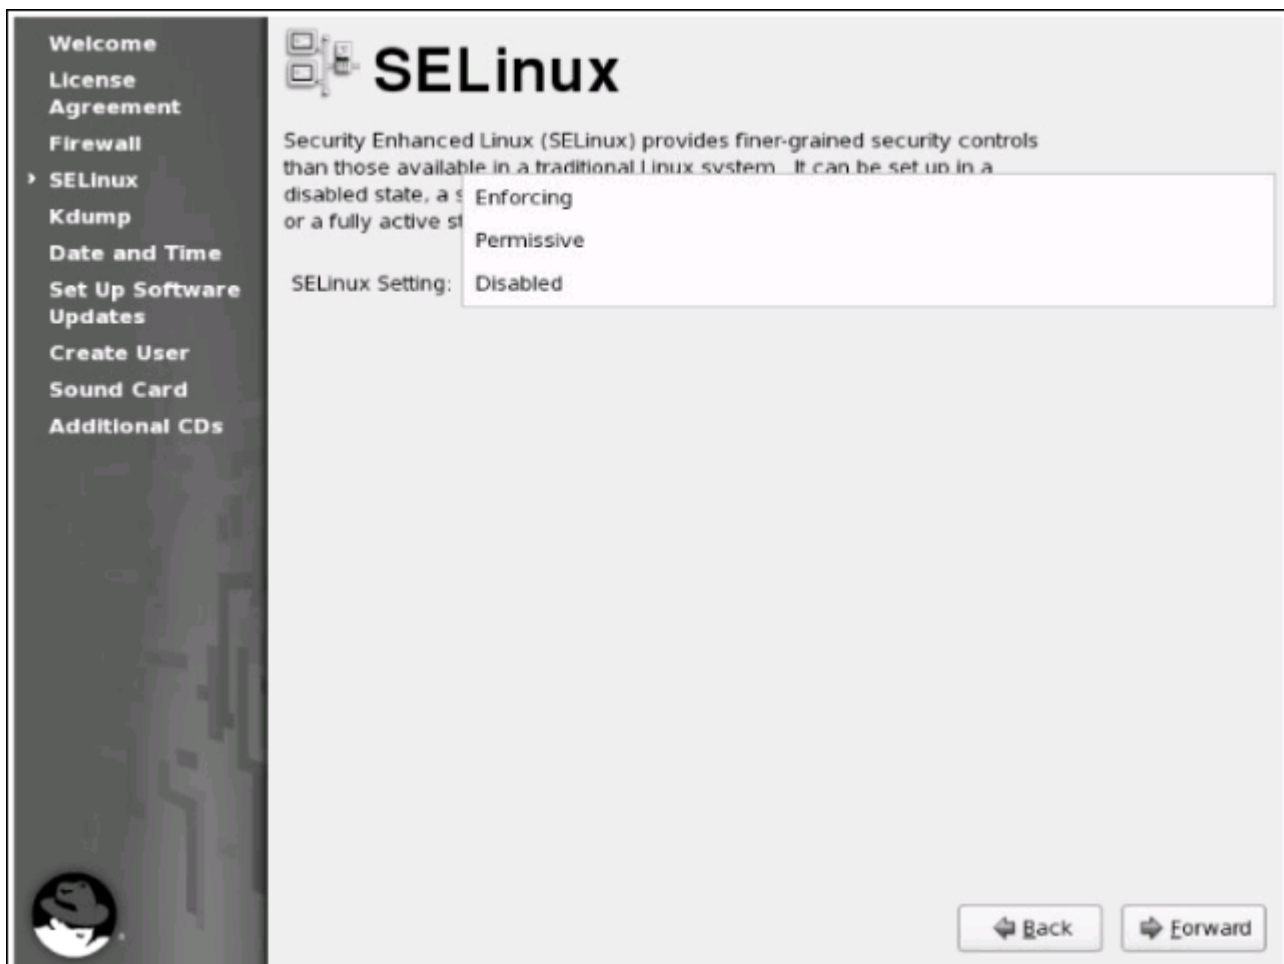 Welcome
License
Agreement
Firewall
SELinux
Kdump
Date and Time
Set Up Software
Updates
Create User
Sound Card
Additional CDs
SELinux
Security Enhanced Linux (SELinux) provides finer-grained security controls
than those available in a traditional Linux system. It can be set up in a
disabled state, a
or a fully active
Enforcing
Permissive
SELinux Setting: Disabled
Back
Forward